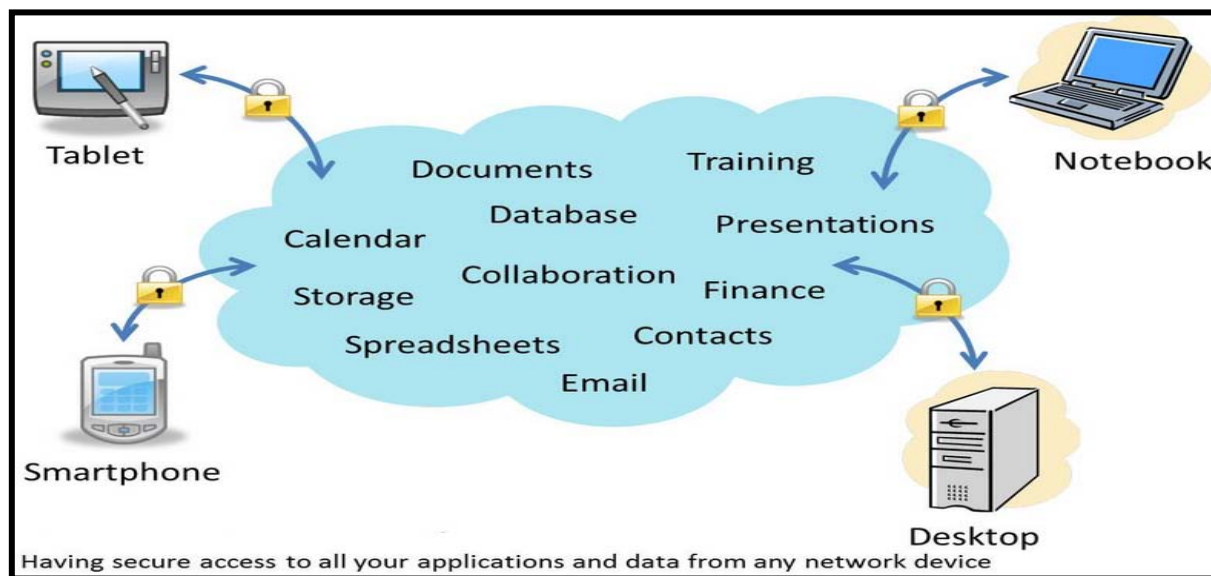 Tablet
Notebook
Documents
Training
Database
Presentations
Calendar
Collaboration
Storage
Finance
Contacts
Spreadsheets
Email
Smartphone
Desktop
Having secure access to all your applications and data from any network device